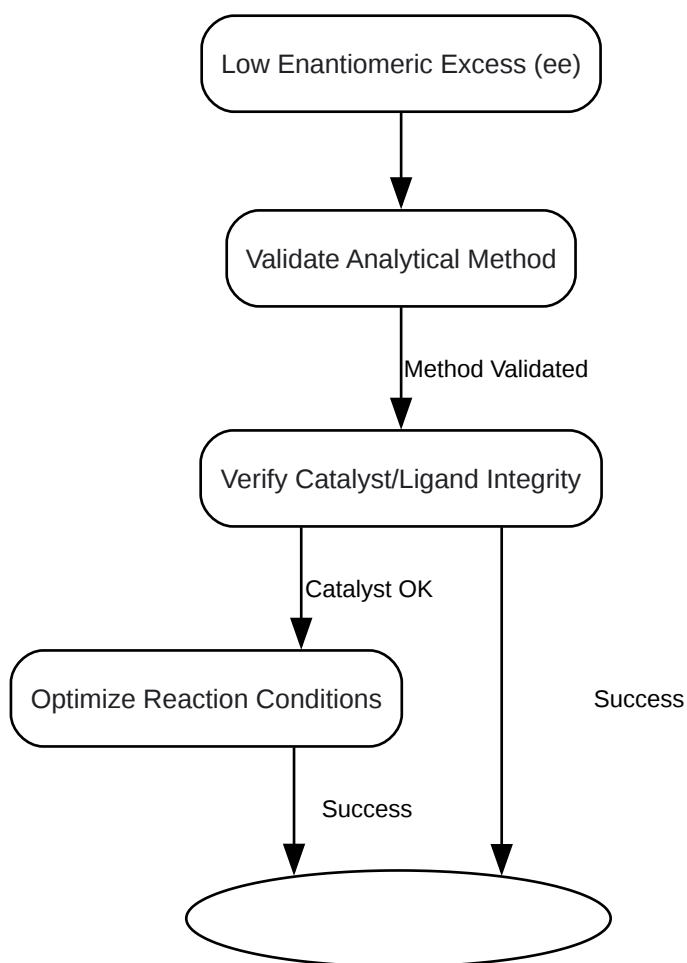 Low Enantiomeric Excess (ee)
Validate Analytical Method
Method Validated
Verify Catalyst/Ligand Integrity
Catalyst OK
Optimize Reaction Conditions
Success
Success